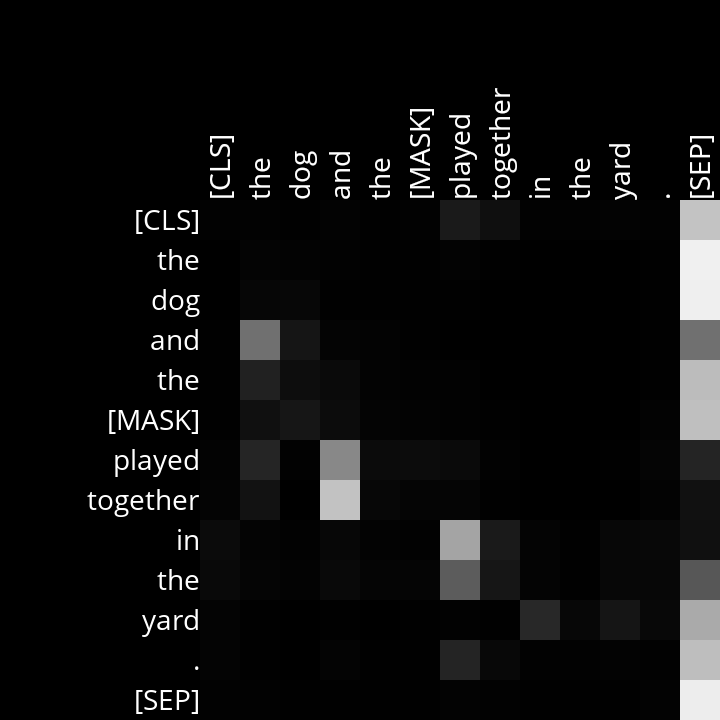 [CLS] the dog and the [MASK] played together in the yard . [SEP]
[CLS]
the
dog
and
the
[MASK]
played
together
in
the
yard
.
[SEP]